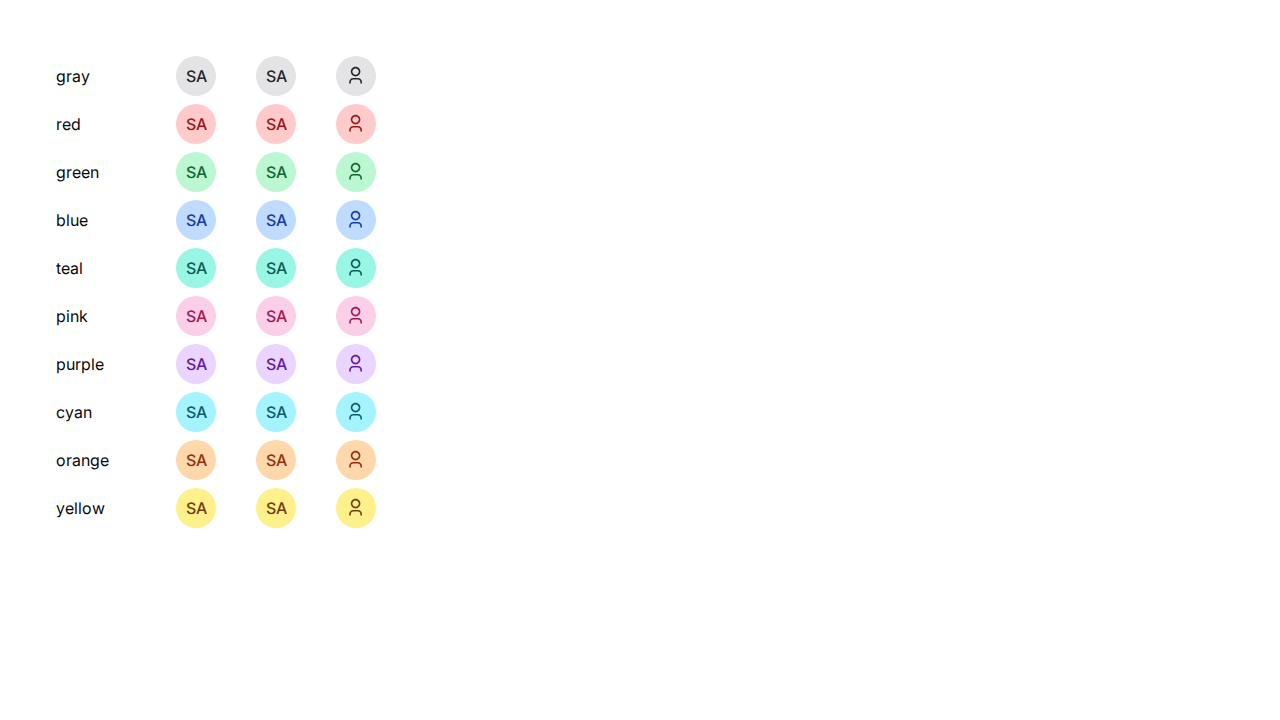 gray SA SA
red SA SA
green SA SA
blue SA SA
teal SA SA
pink SA SA
purple SA SA
cyan SA SA
orange SA SA
yellow SA SA